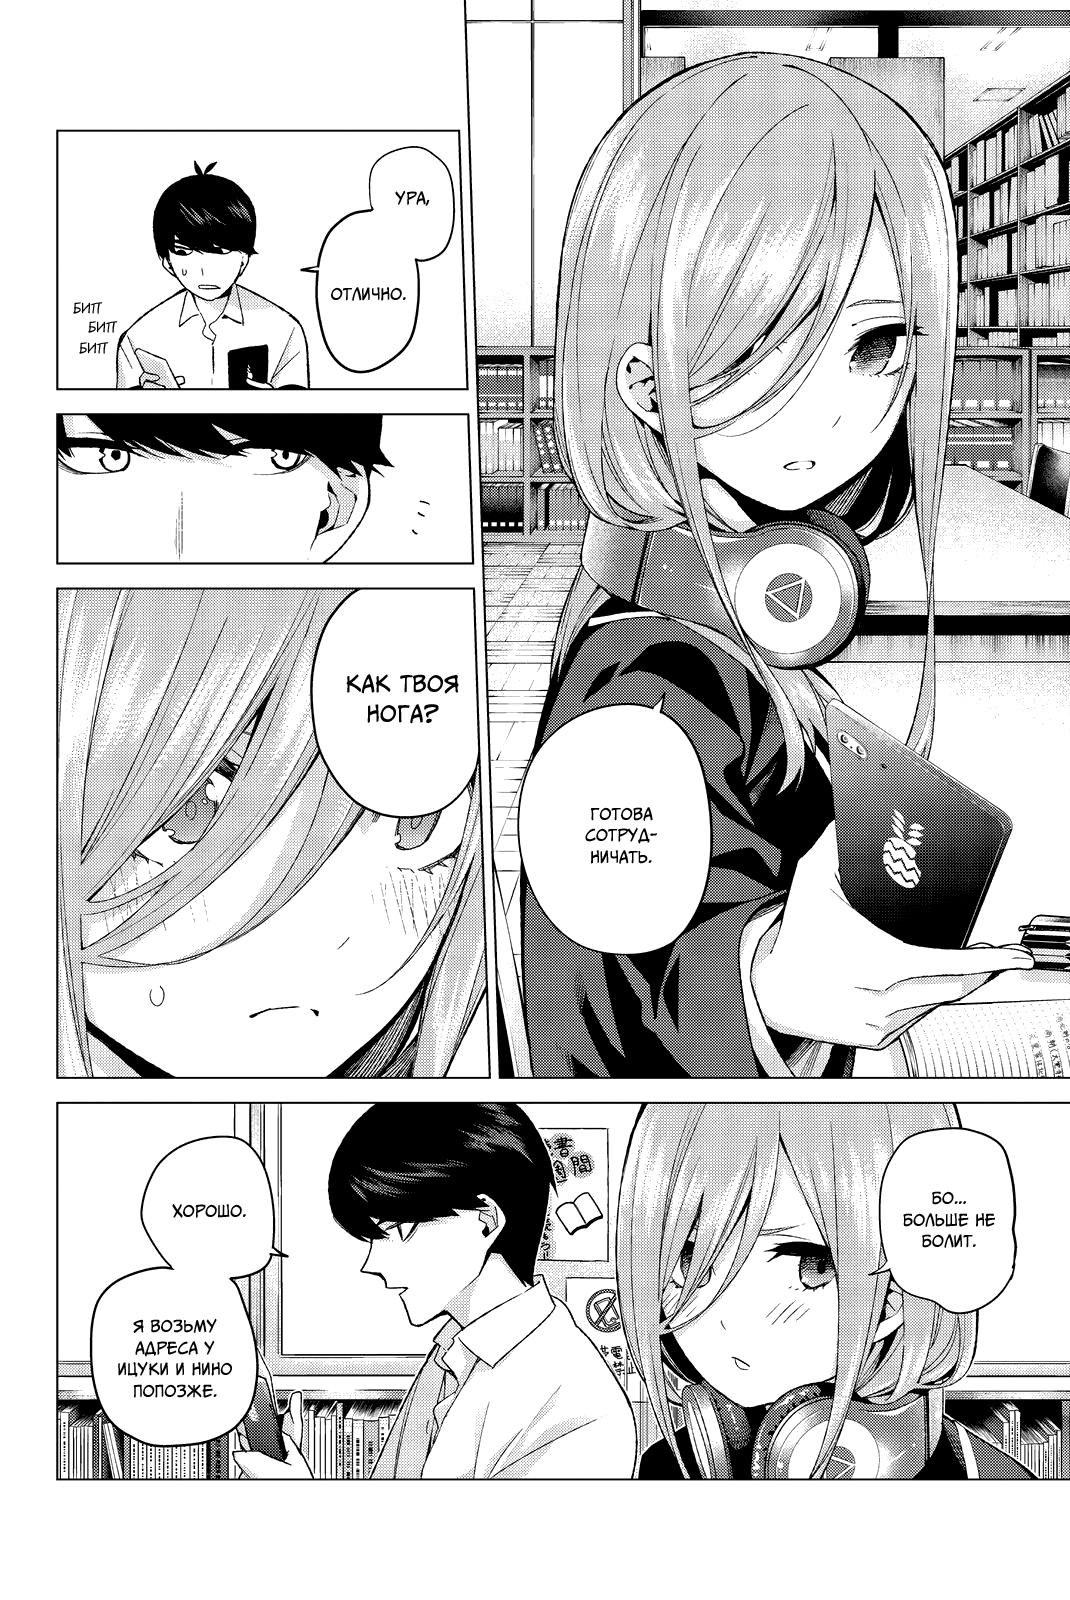 ГОТОВА
СОТРУД-
НИЧАТЬ.
УРА,
ОТЛИЧНО.
БИП
БИП
БИП
КАК ТВОЯ
НОГА?
БО...
БОЛЬШЕ НЕ
БОЛИТ.
ХОРОШО.
Я ВОЗЬМУ
АДРЕСА У
ИЦУКИ И НИНО
ПОПОЗЖЕ.